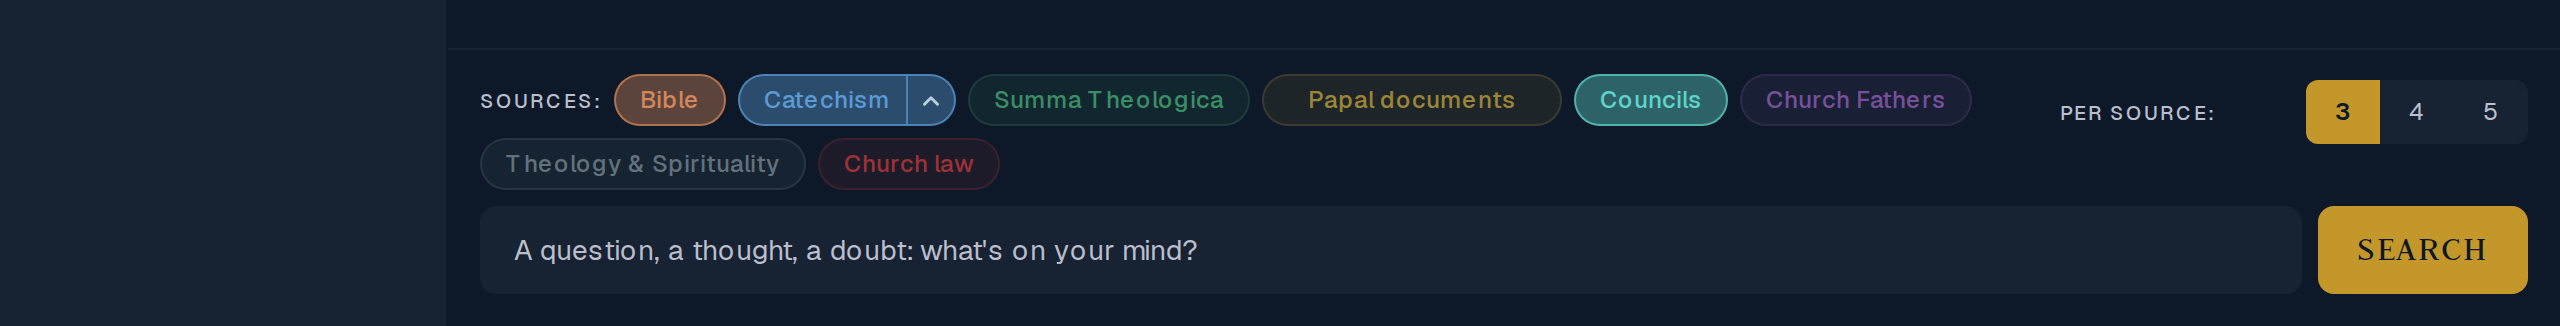 SOURCES: Bible Catechism Summa Theologica Papal documents Councils Church Fathers PER SOURCE: 3 4 5
Theology & Spirituality Church law
A question, a thought, a doubt: what's on your mind? SEARCH